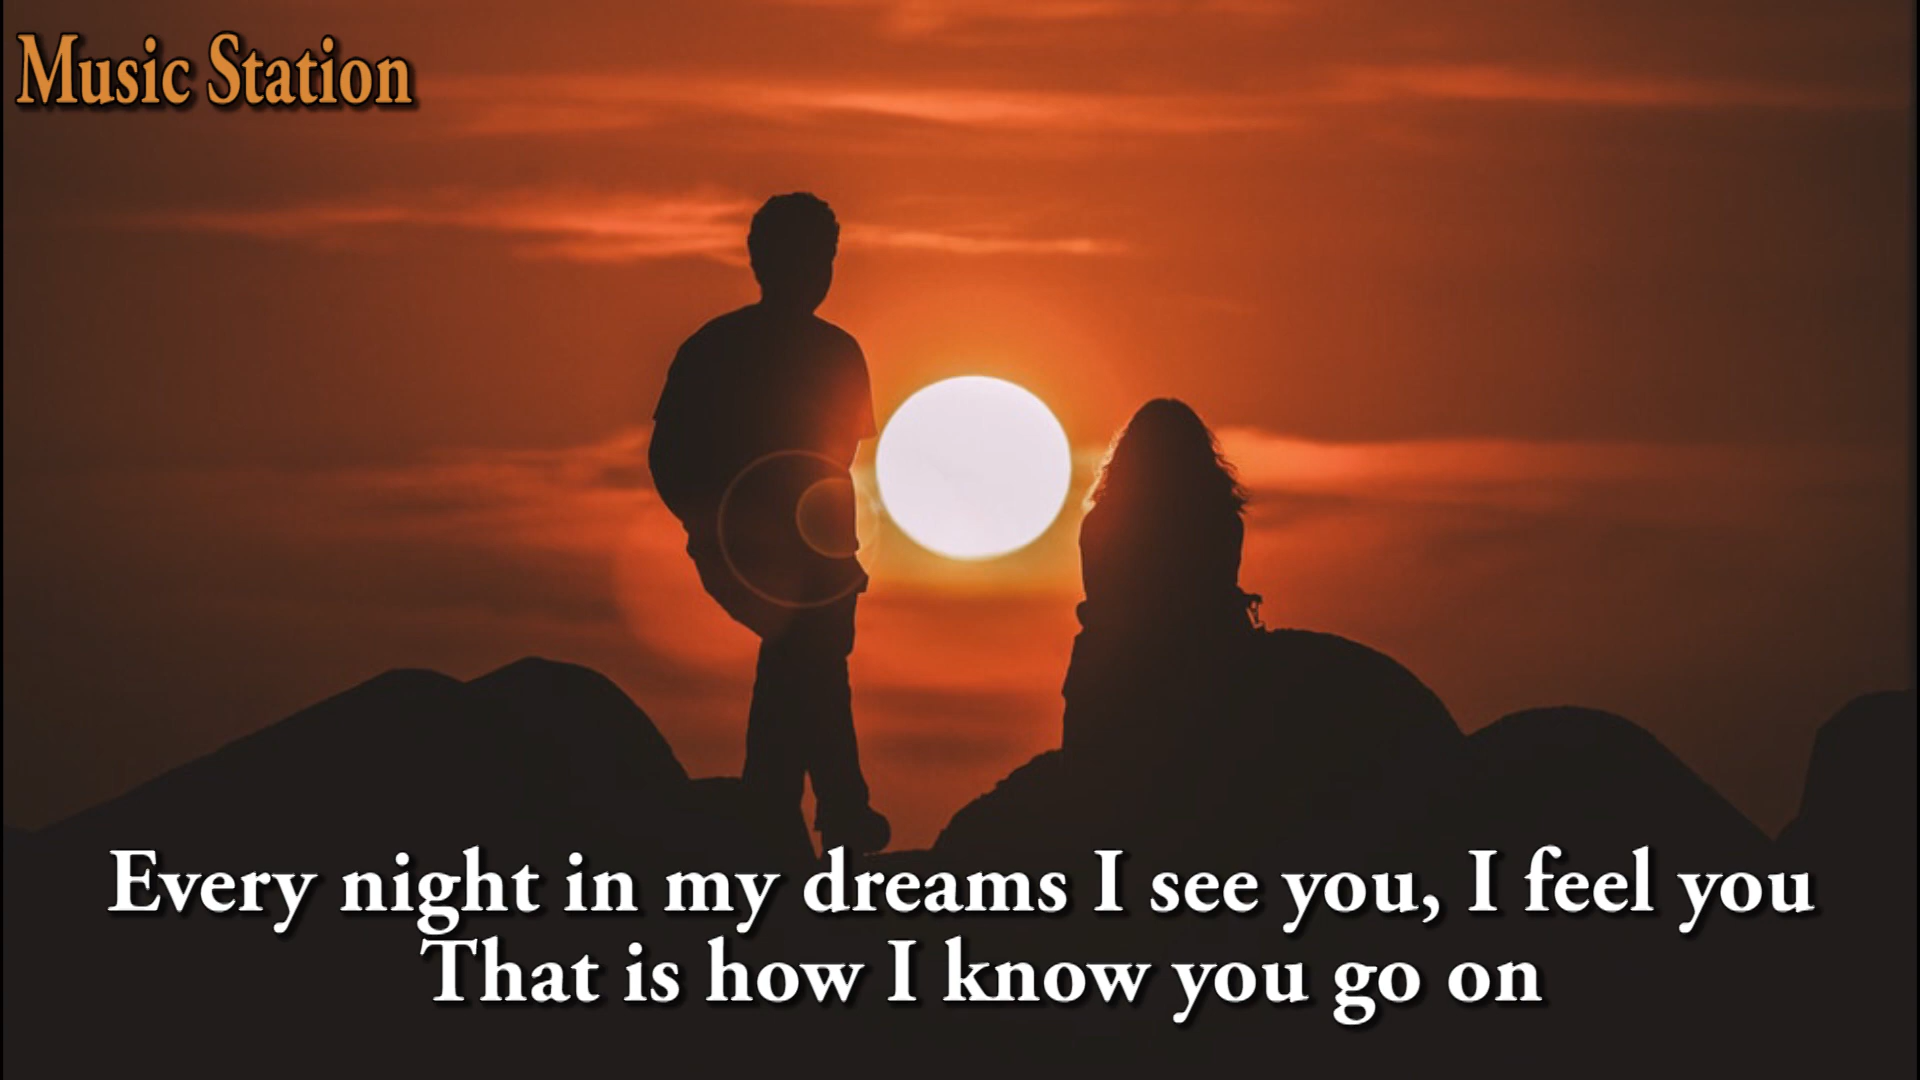 Music Station
Every night in my dreams I see you, I feel you
That is how I know you go on